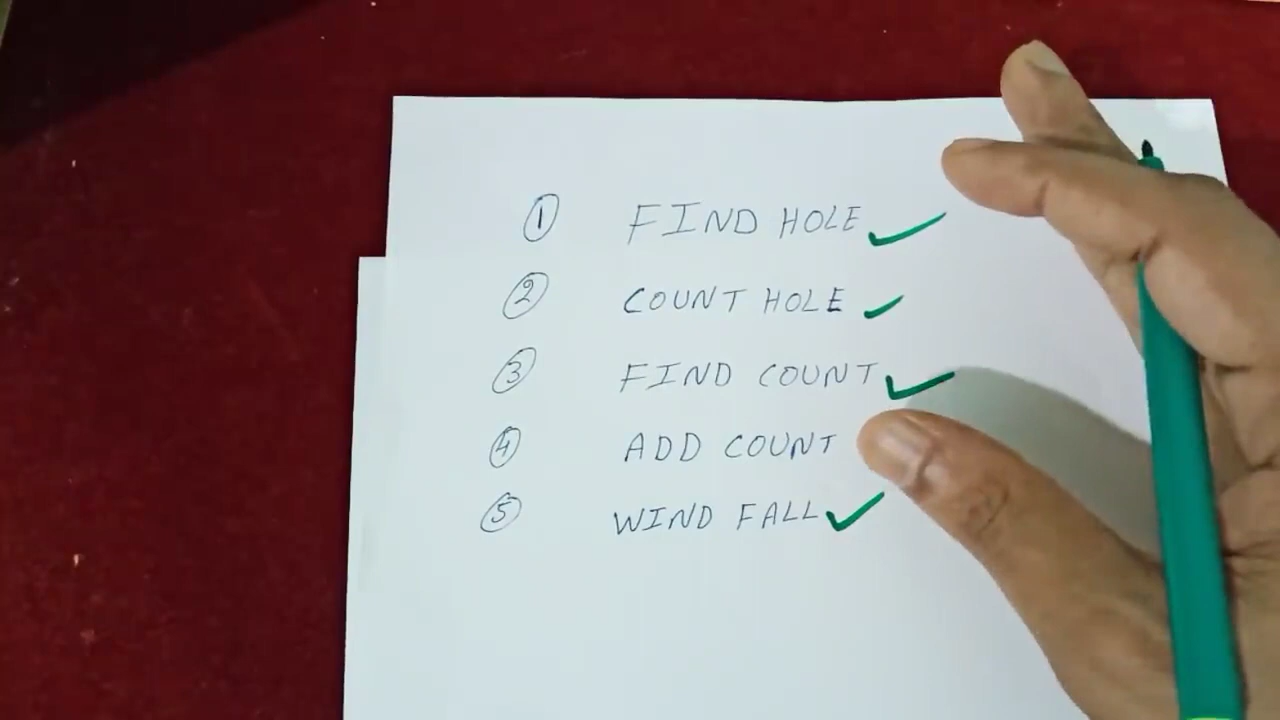 ① FIND HOLE ✓
② COUNT HOLE ✓
③ FIND COUNT ✓
④ ADD COUNT
⑤ WIND FALL ✓